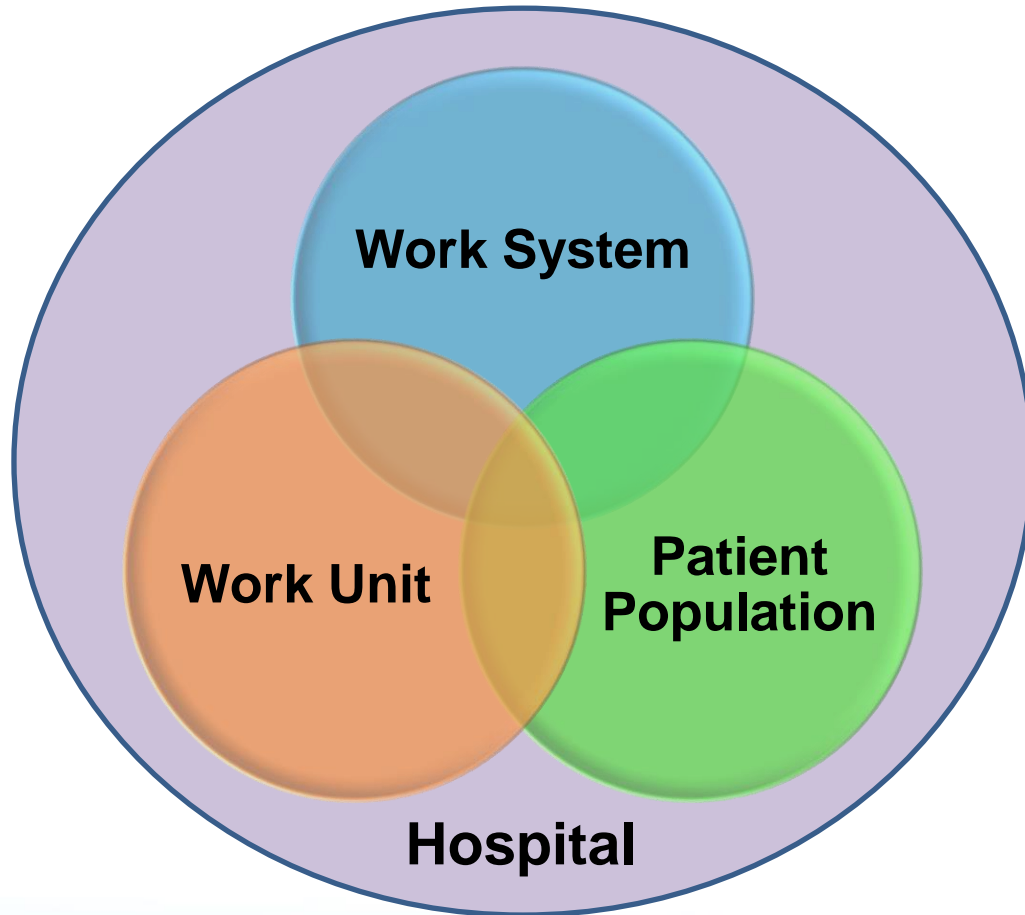 Work System
Work Unit
Patient
Population
Hospital